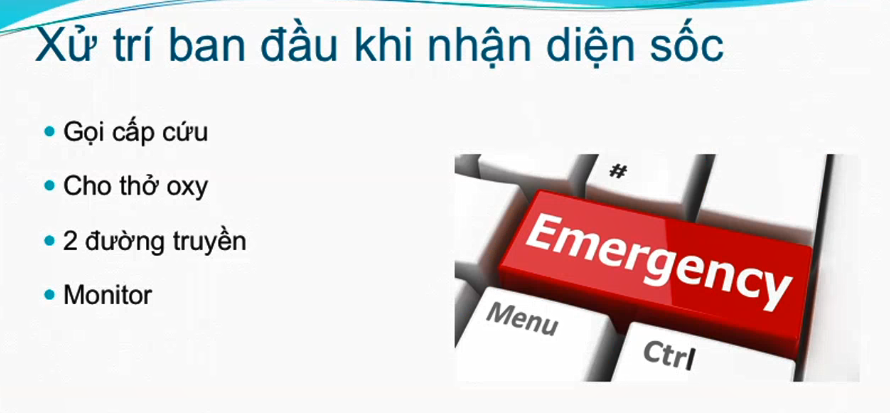 Xử trí ban đầu khi nhận diện sốc
Gọi cấp cứu
Cho thở oxy
2 đường truyền
Monitor
#
Emergency
Menu
Ctrl